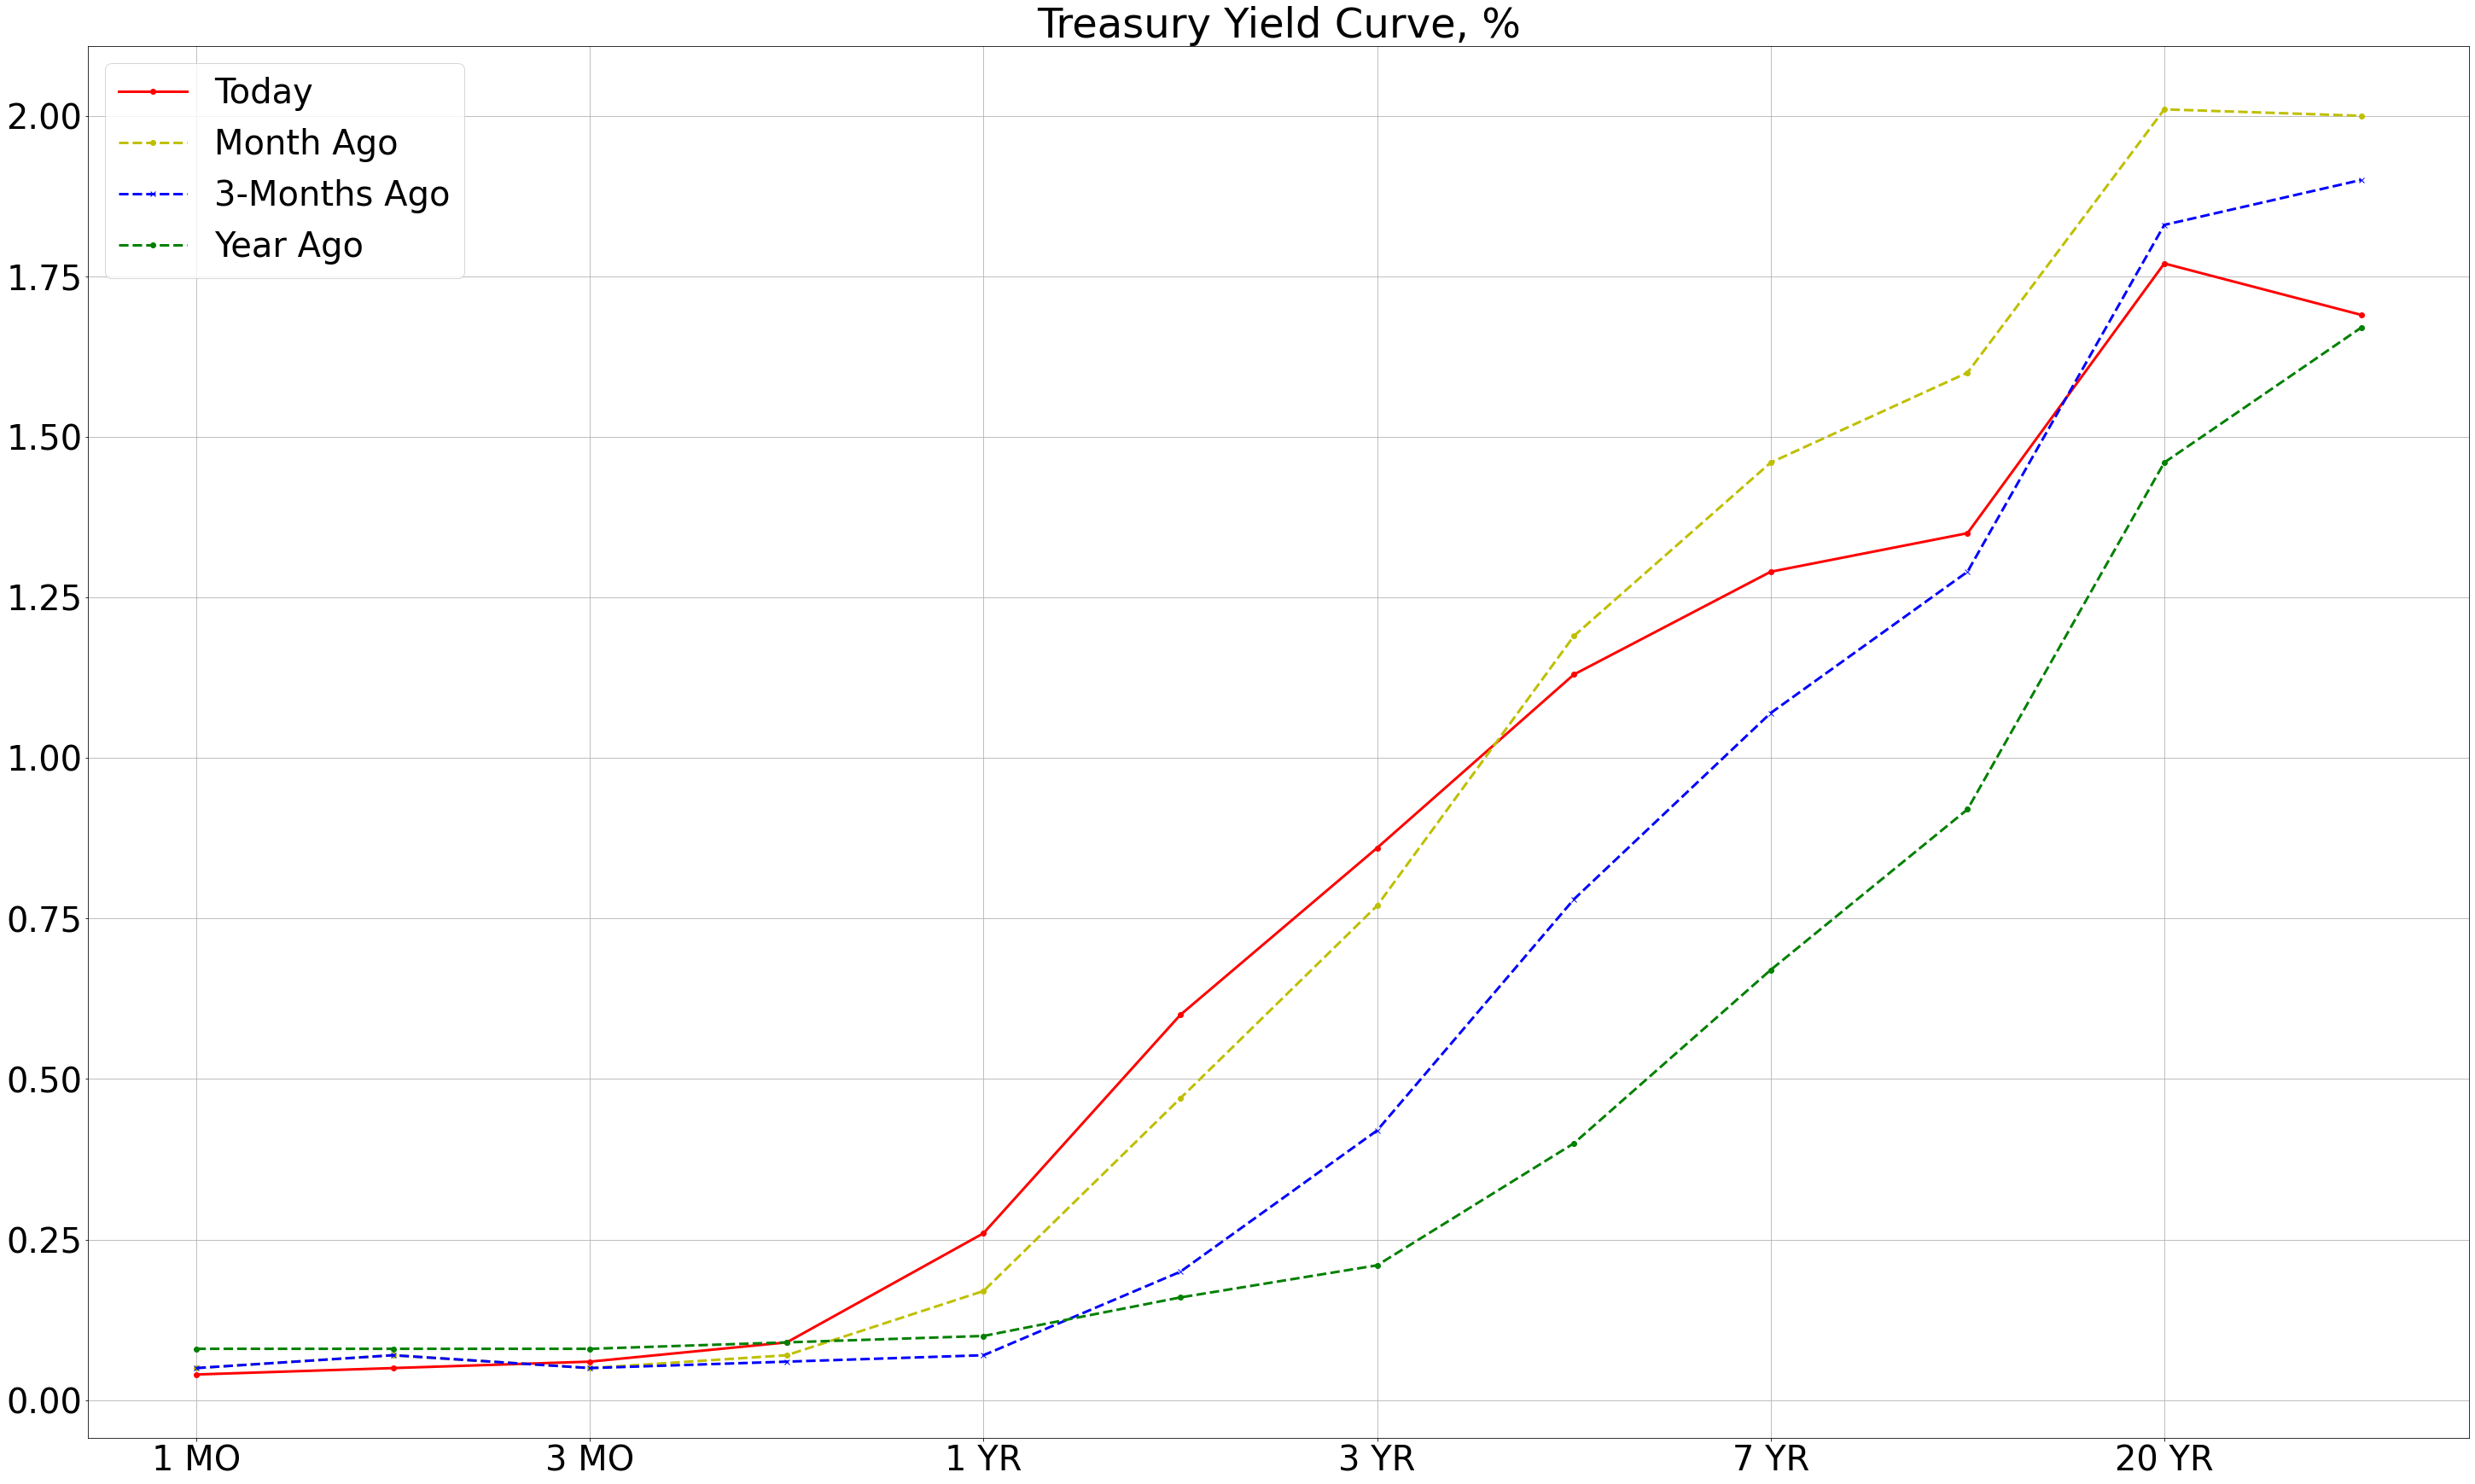 Treasury Yield Curve, %
Today
Month Ago
3-Months Ago
Year Ago
2.00
1.75
1.50
1.25
1.00
0.75
0.50
0.25
0.00
1 MO 3 MO 1 YR 3 YR 7 YR 20 YR